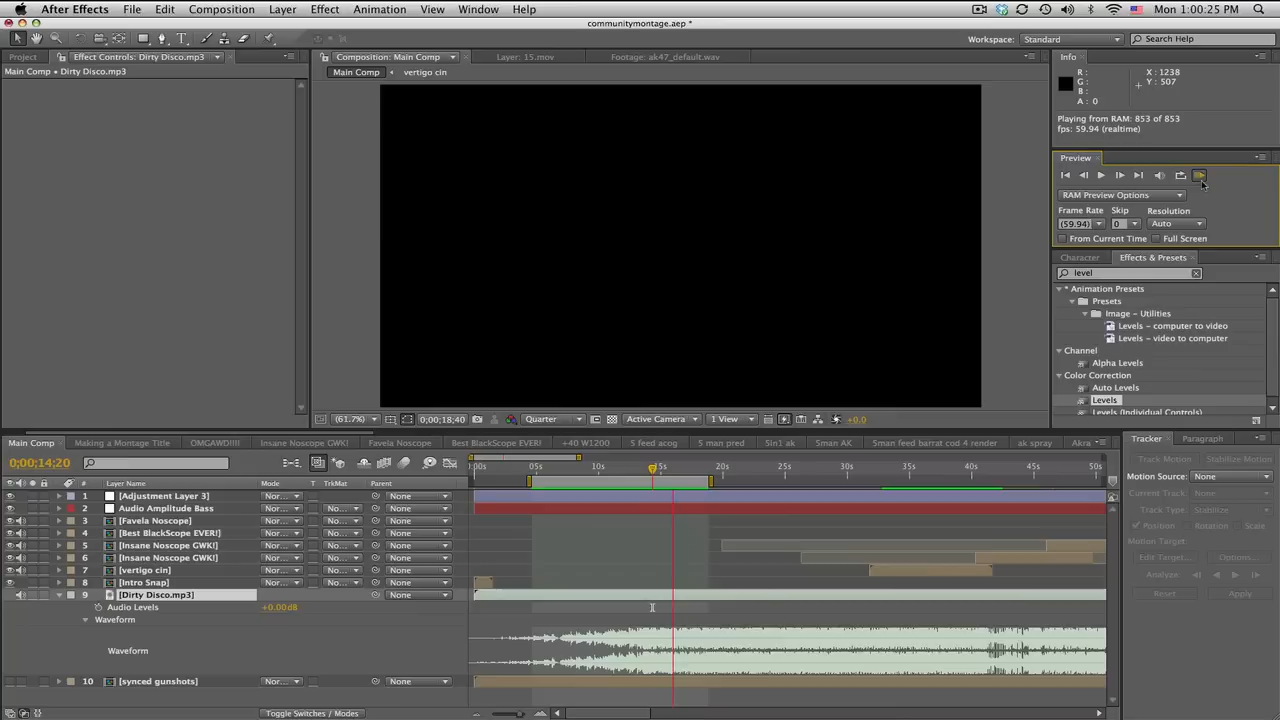 After Effects File Edit Composition Layer Effect Animation View Window Help Mon 1:00:25 PM
communitymontage.aep *
Workspace: Standard Search Help
Project Effect Controls: Dirty Disco.mp3 Composition: Main Comp Layer: 15.mov Footage: ak47_default.wav Info
Main Comp • Dirty Disco.mp3 Main Comp vertigo cin
R: X: 1238
G: Y: 507
B:
A: 0
Playing from RAM: 853 of 853
fps: 59.94 (realtime)
Preview
RAM Preview Options
Frame Rate Skip Resolution
(59.94) 0 Auto
From Current Time Full Screen
Character Effects & Presets
level
* Animation Presets
Presets
Image – Utilities
Levels – computer to video
Levels – video to computer
Channel
Alpha Levels
Color Correction
Auto Levels
Levels
Levels (Individual Controls)
(61.7%) 0;00;18;40 Quarter Active Camera 1 View +0.0
Main Comp Making a Montage Title OMGAWD!!!! Insane Noscope GWK! Favela Noscope Best BlackScope EVER! +40 W1200 5 feed acog 5 man pred 5in1 ak 5man AK 5man feed barrat cod 4 render ak spray Akra
Tracker Paragraph
0;00;14;20
Track Motion Stabilize Motion
Motion Source: None
Current Track: None
Track Type: Stabilize
Position Rotation Scale
Motion Target:
Edit Target... Options...
Analyze:
Reset Apply
:00s 05s 10s 15s 20s 25s 30s 35s 40s 45s 50s
# Layer Name Mode T TrkMat Parent
1 [Adjustment Layer 3] Nor... None
2 Audio Amplitude Bass Nor... No... None
3 [Favela Noscope] Nor... No... None
4 [Best BlackScope EVER!] Nor... No... None
5 [Insane Noscope GWK!] Nor... No... None
6 [Insane Noscope GWK!] Nor... No... None
7 [vertigo cin] Nor... No... None
8 [Intro Snap] Nor... No... None
9 [Dirty Disco.mp3] None
Audio Levels +0.00dB
Waveform
Waveform
10 [synced gunshots] Nor... No... None
Toggle Switches / Modes